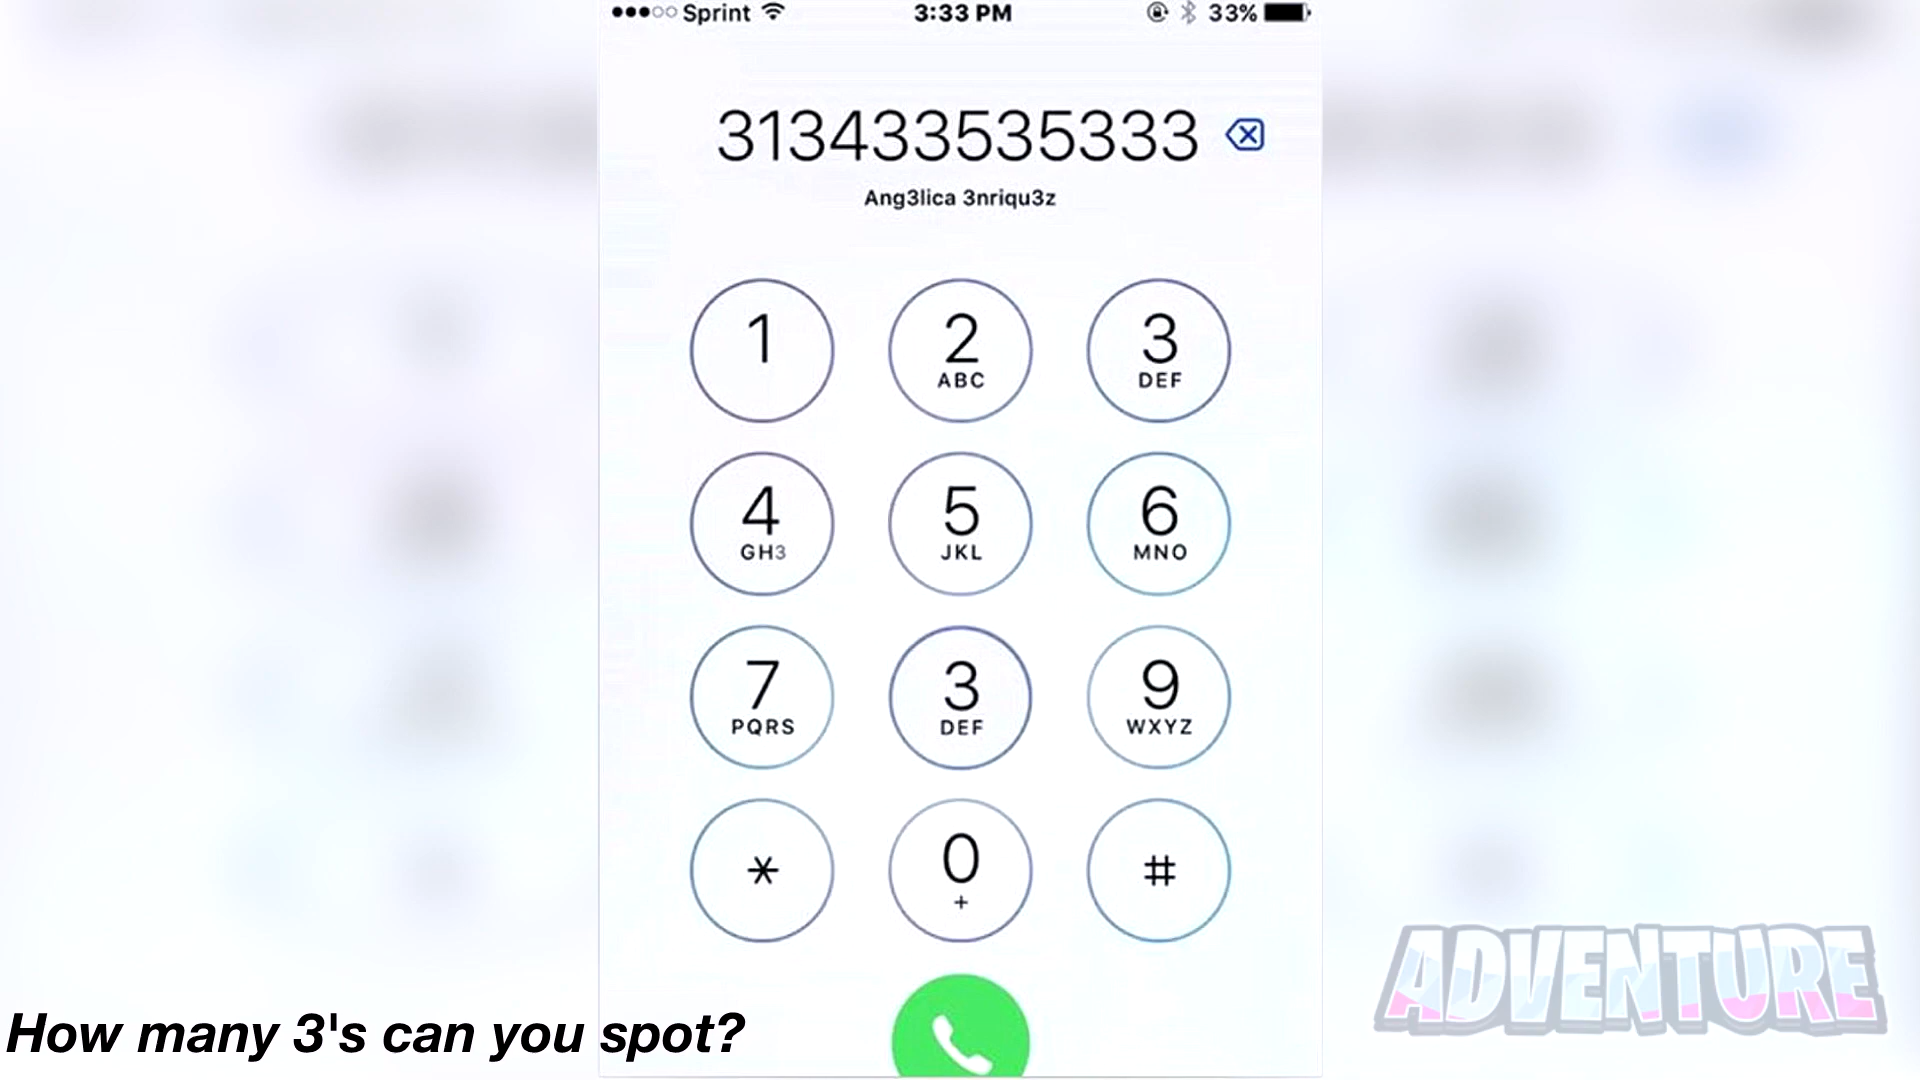 Sprint 3:33 PM 33%
313433535333
Ang3lica 3nriqu3z
1 2 3
ABC DEF
4 5 6
GH3 JKL MNO
7 3 9
PQRS DEF WXYZ
* 0 #
+
How many 3's can you spot?
ADVENTURE